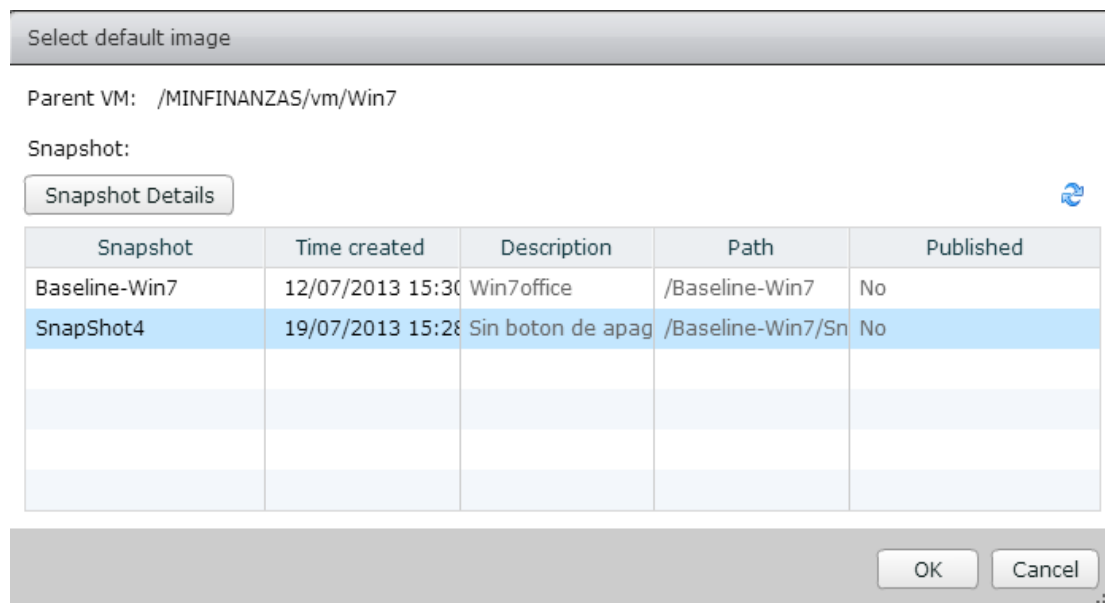 Select default image
Parent VM: /MINFINANZAS/vm/Win7
Snapshot:
Snapshot Details
Snapshot Time created Description Path Published
Baseline-Win7 12/07/2013 15:30 Win7office /Baseline-Win7 No
SnapShot4 19/07/2013 15:28 Sin boton de apag /Baseline-Win7/Sn No
OK Cancel